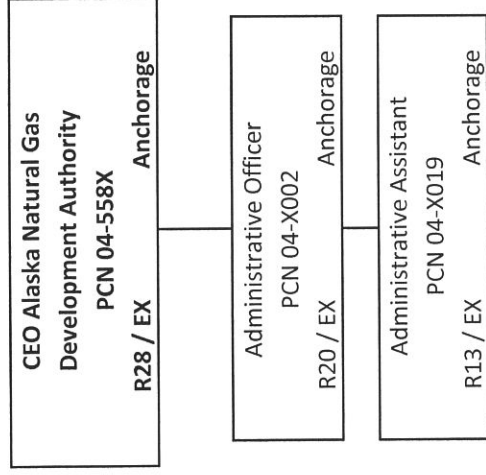 CEO Alaska Natural Gas
Development Authority
PCN 04-558X
R28 / EX Anchorage
Administrative Officer
PCN 04-X002
R20 / EX Anchorage
Administrative Assistant
PCN 04-X019
R13 / EX Anchorage